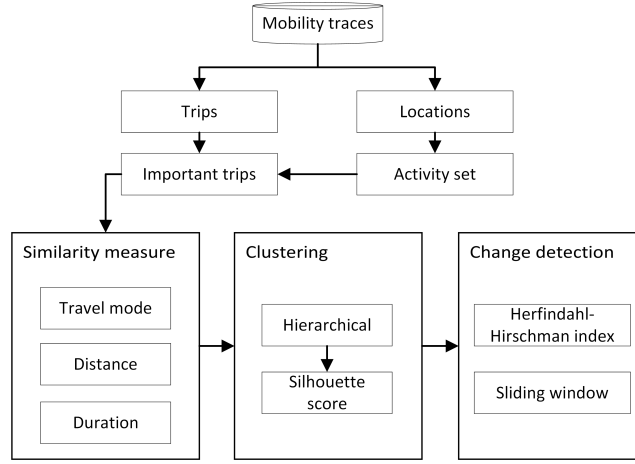 Mobility traces
Trips
Locations
Important trips
Activity set
Similarity measure
Travel mode
Distance
Duration
Clustering
Hierarchical
Silhouette
score
Change detection
Herfindahl-
Hirschman index
Sliding window